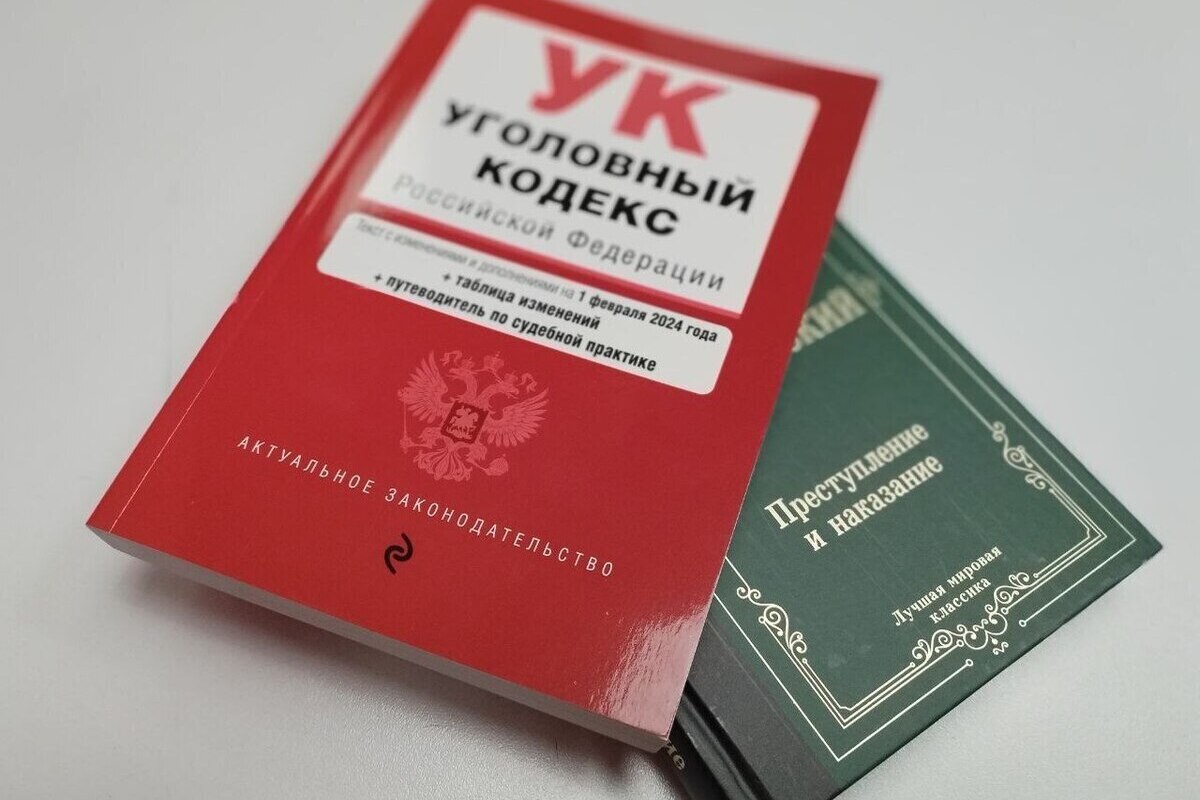 УК
УГОЛОВНЫЙ
КОДЕКС
Российской Федерации
Текст с изменениями и дополнениями на 1 февраля 2024 года
+ таблица изменений
+ путеводитель по судебной практике
АКТУАЛЬНОЕ ЗАКОНОДАТЕЛЬСТВО
Преступление
и наказание
Лучшая мировая
классика